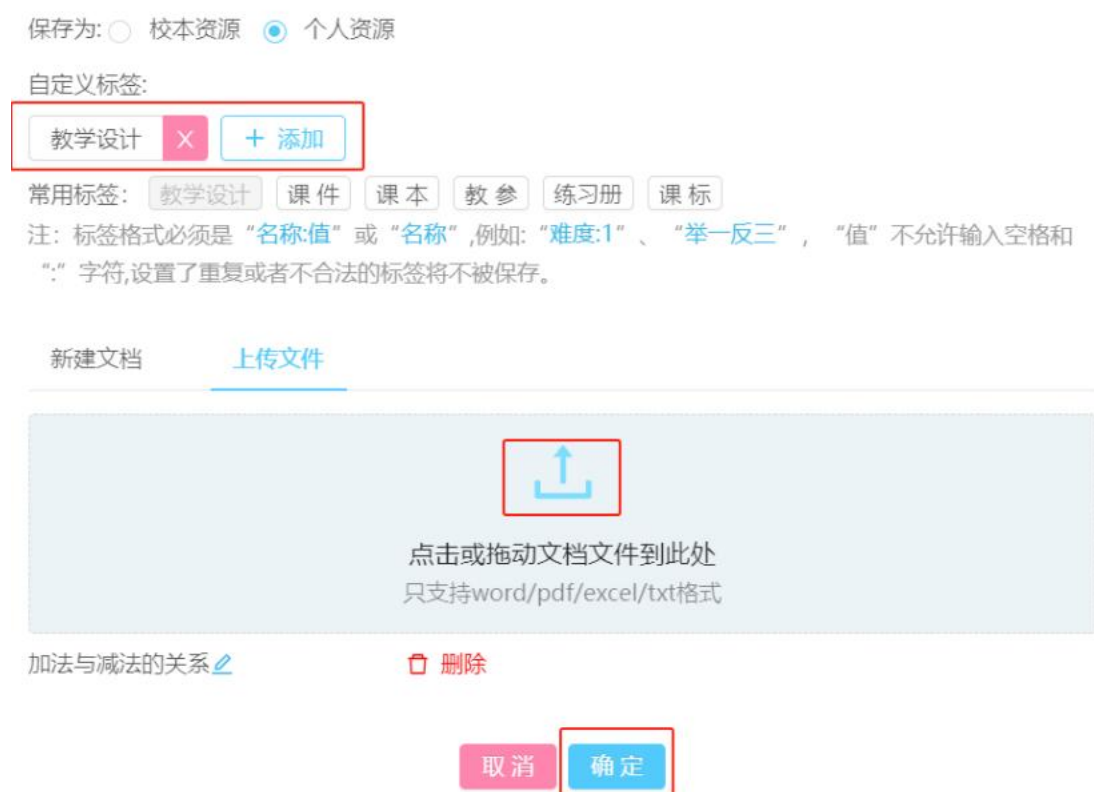 保存为: 校本资源 个人资源
自定义标签:
教学设计 X + 添加
常用标签： 教学设计 课件 课本 教参 练习册 课标
注：标签格式必须是“名称:值”或“名称”,例如:“难度:1”、“举一反三”，“值”不允许输入空格和
“:”字符,设置了重复或者不合法的标签将不被保存。
新建文档 上传文件
点击或拖动文档文件到此处
只支持word/pdf/excel/txt格式
加法与减法的关系 删除
取消 确定